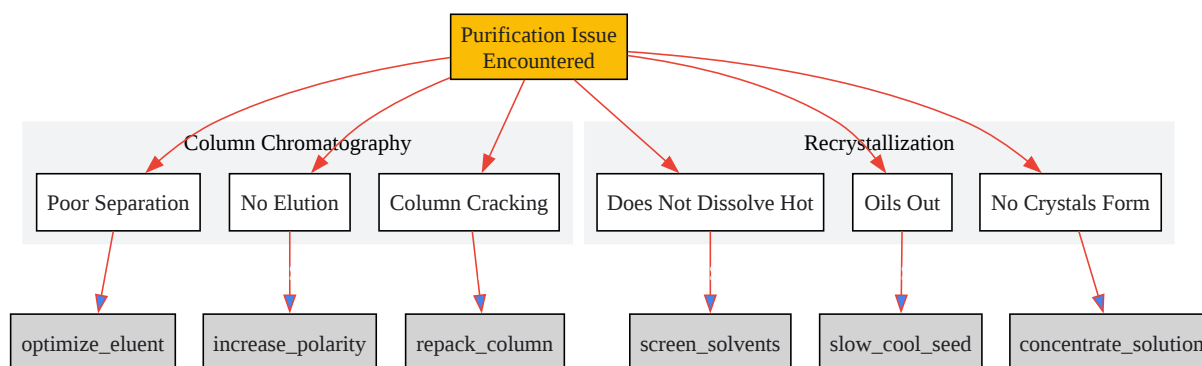 Purification Issue
Encountered
Column Chromatography
Recrystallization
Poor Separation
No Elution
Column Cracking
Does Not Dissolve Hot
Oils Out
No Crystals Form
optimize_eluent
increase_polarity
repack_column
screen_solvents
slow_cool_seed
concentrate_solution